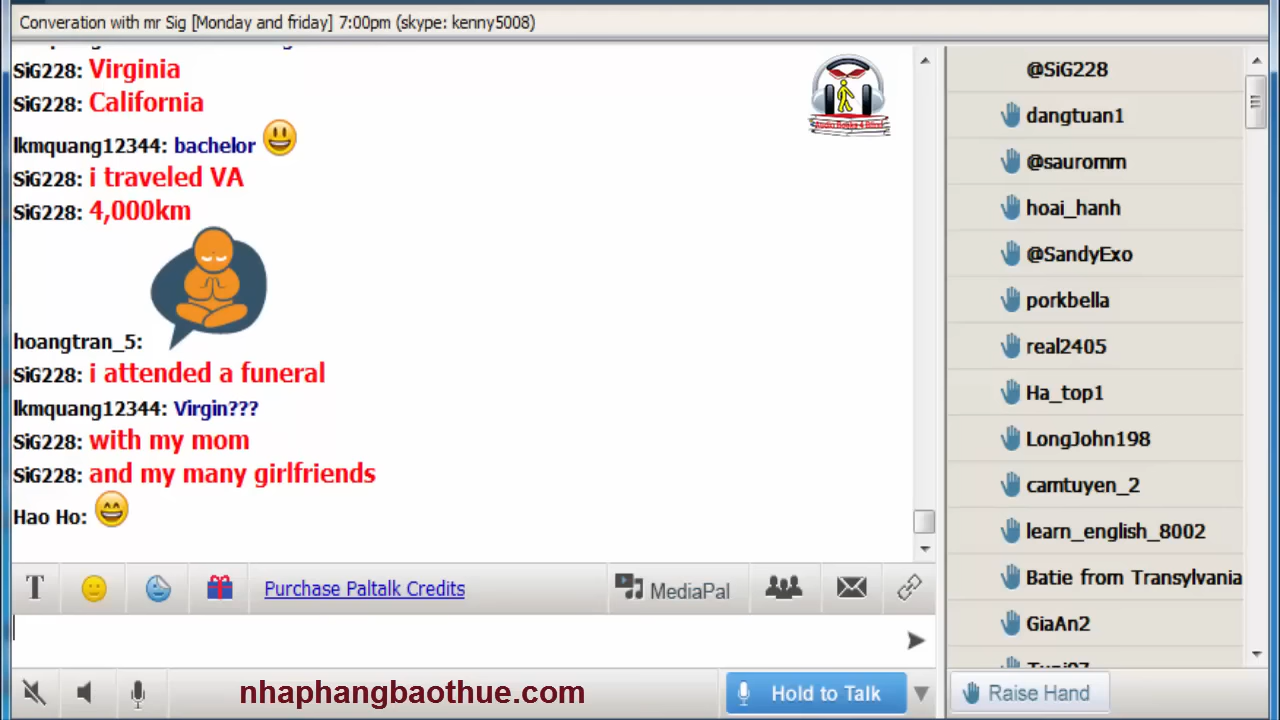 Converation with mr Sig [Monday and friday] 7:00pm (skype: kenny5008)
SiG228: Virginia
SiG228: California
lkmquang12344: bachelor
SiG228: i traveled VA
SiG228: 4,000km
hoangtran_5:
SiG228: i attended a funeral
lkmquang12344: Virgin???
SiG228: with my mom
SiG228: and my many girlfriends
Hao Ho:
@SiG228
dangtuan1
@sauromm
hoai_hanh
@SandyExo
porkbella
real2405
Ha_top1
LongJohn198
camtuyen_2
learn_english_8002
Batie from Transylvania
GiaAn2
T Purchase Paltalk Credits MediaPal
nhaphangbaothue.com
Hold to Talk
Raise Hand